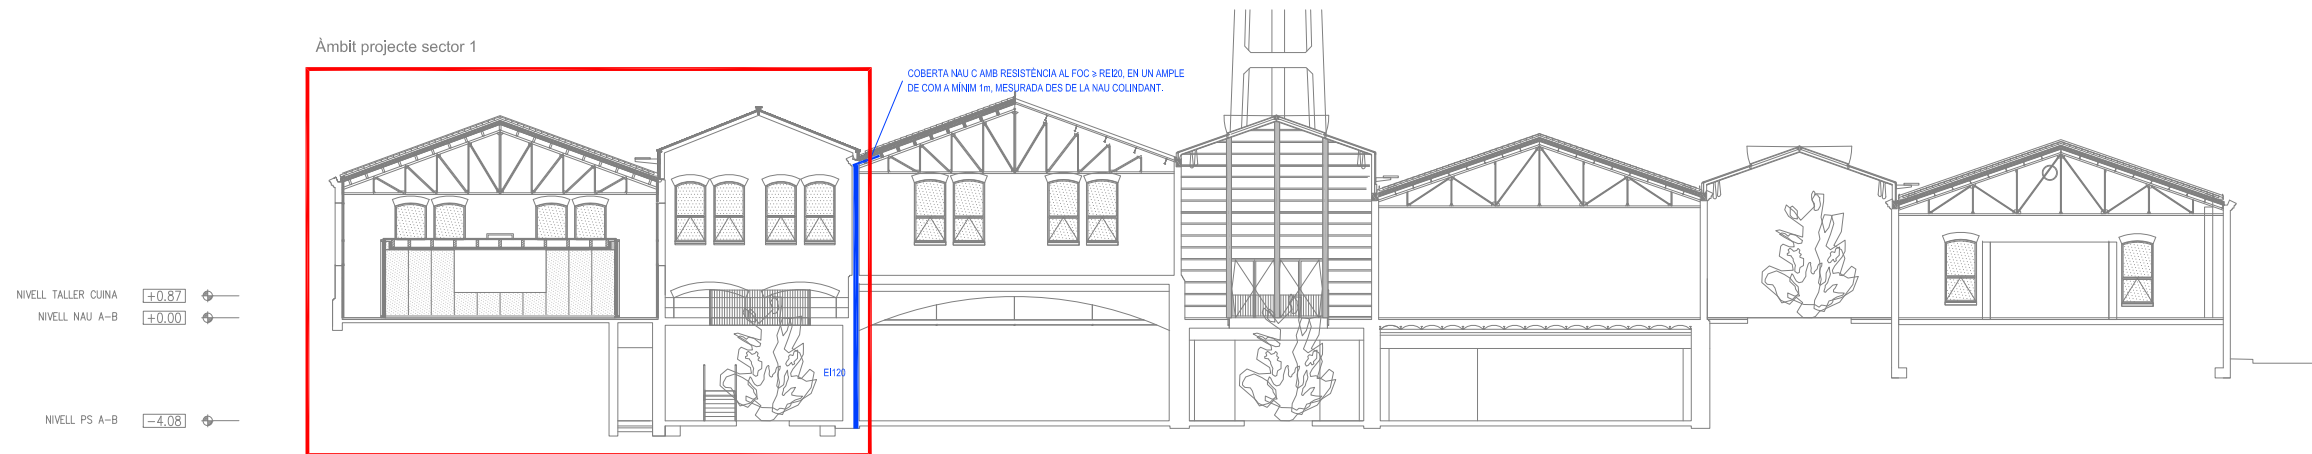 Àmbit projecte sector 1
COBERTA NAU C AMB RESISTÈNCIA AL FOC ≥ REI20, EN UN AMPLE
DE COM A MÍNIM 1m, MESURADA DES DE LA NAU COLINDANT.
NIVELL TALLER CUINA +0.87
NIVELL NAU A-B +0.00
EI120
NIVELL PS A-B -4.08